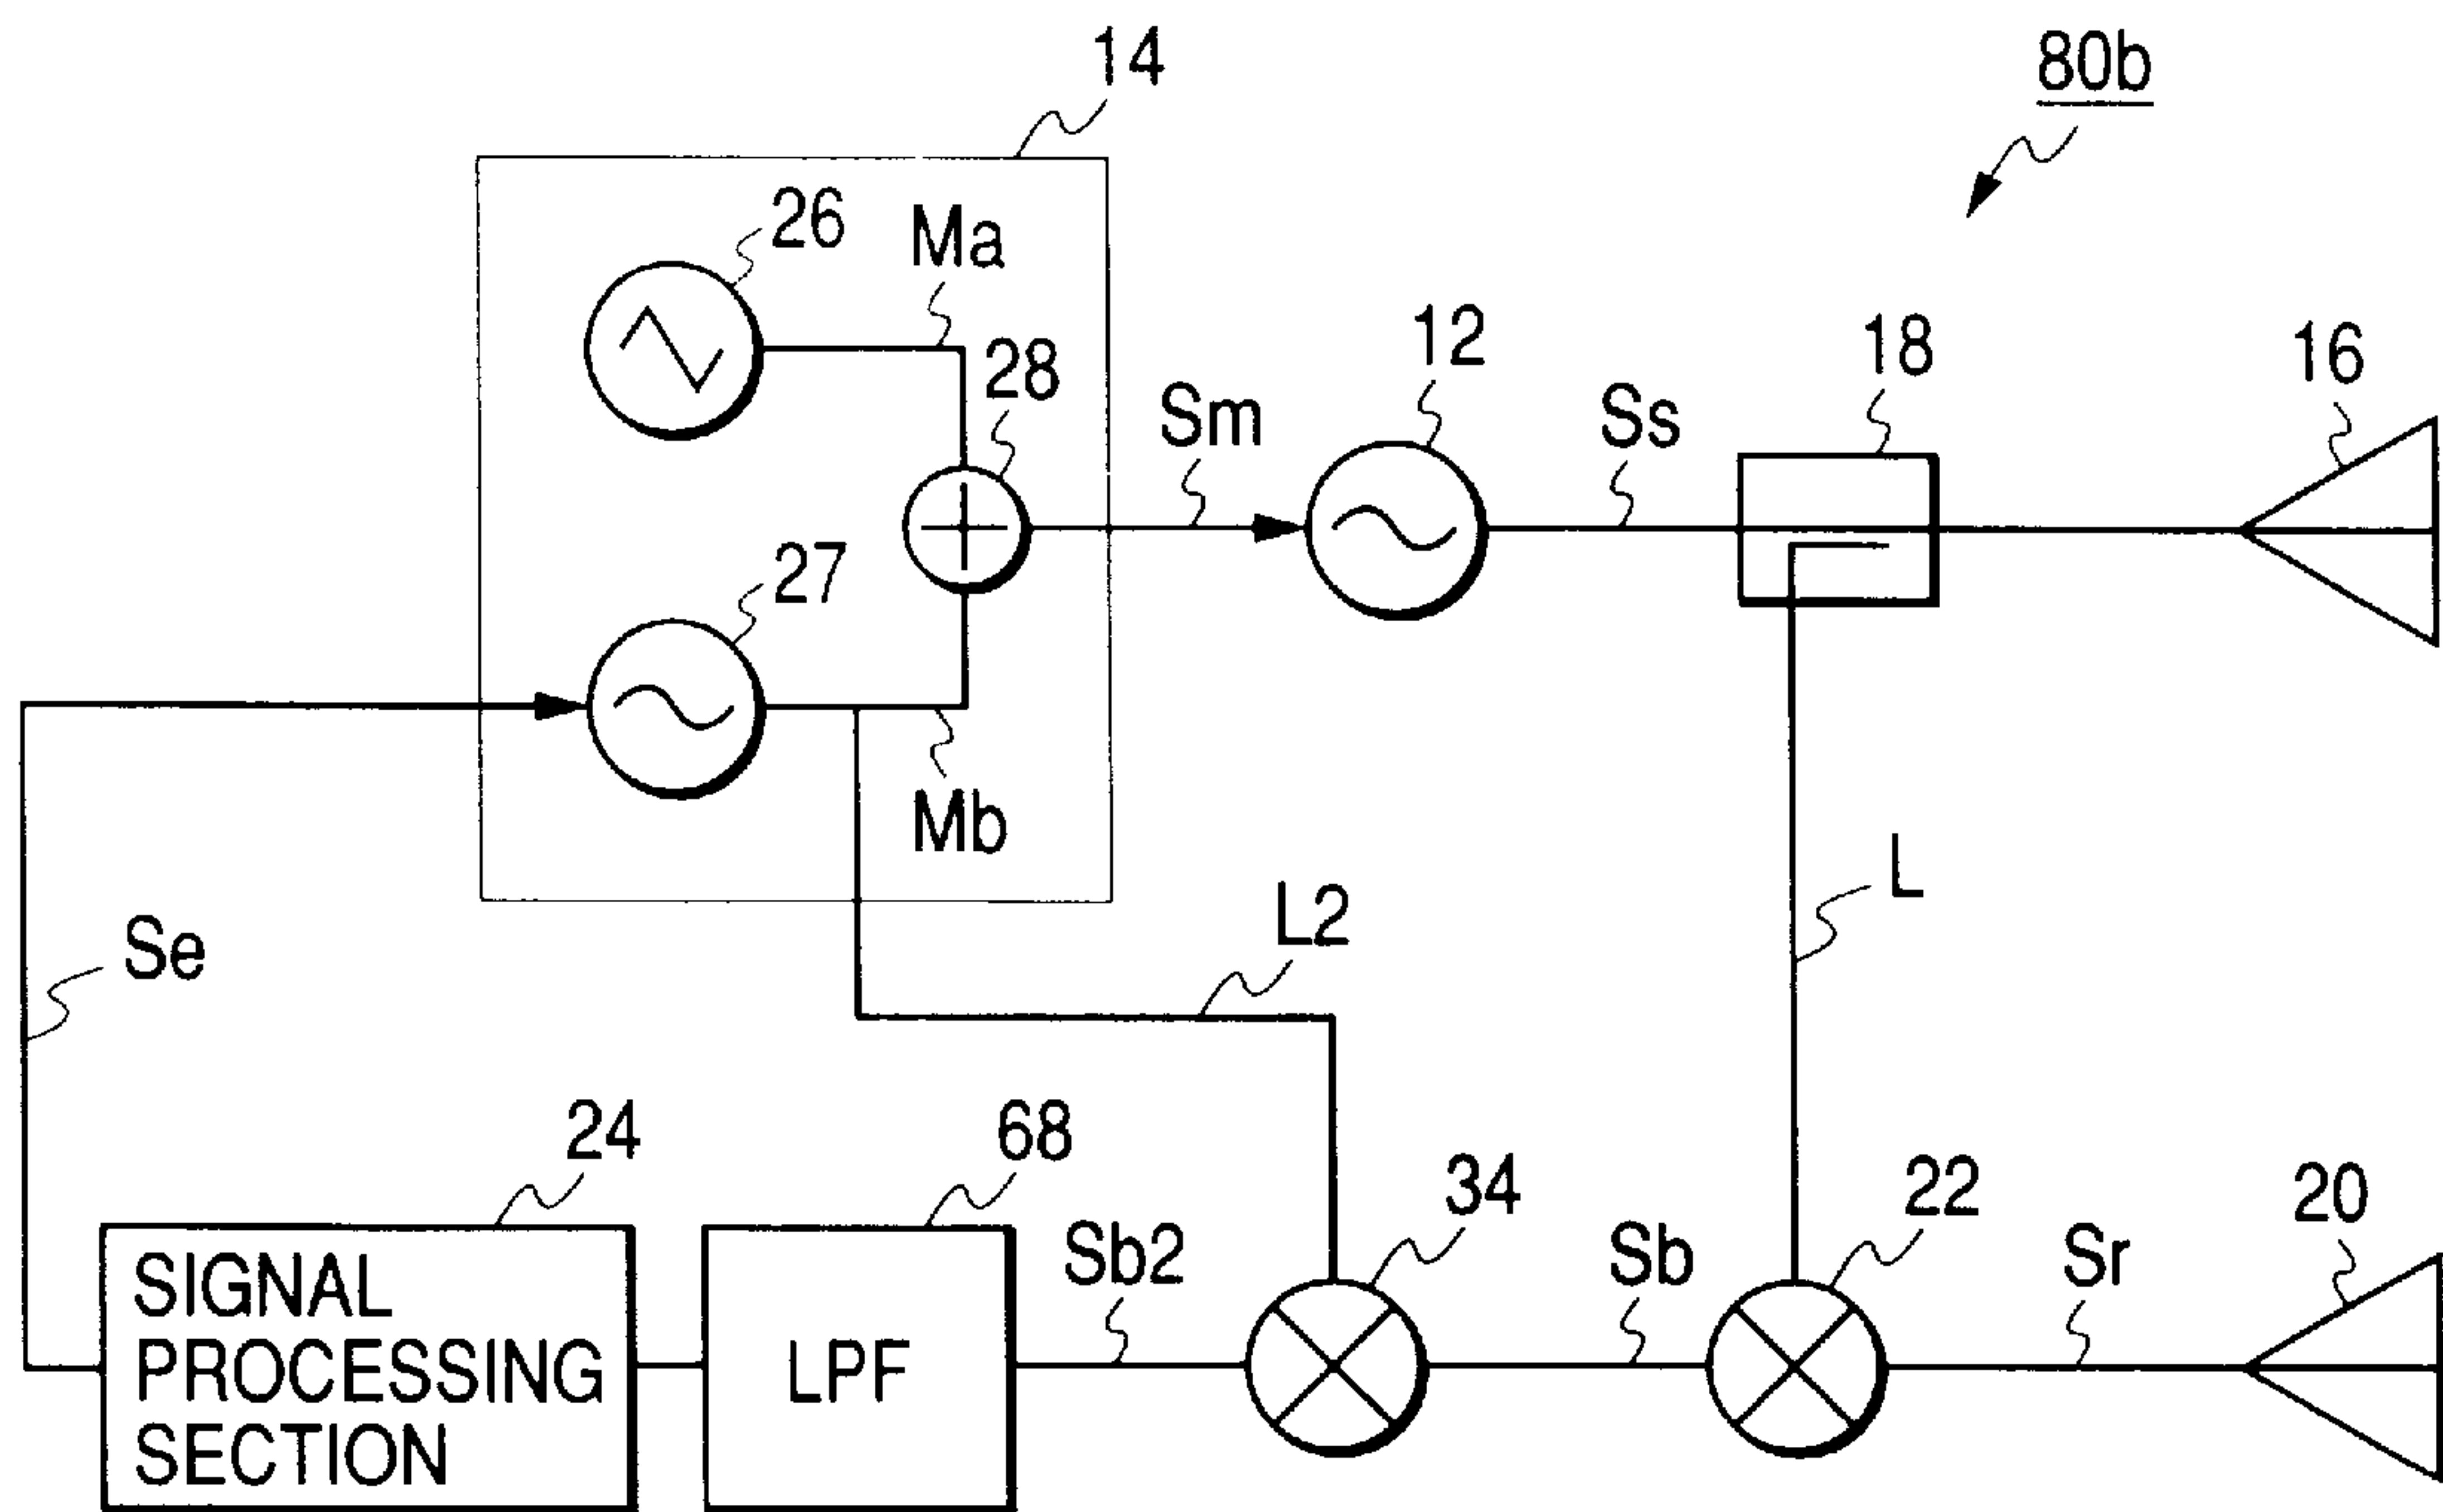 14
80b
26
Ma
28
12
18
16
Sm
Ss
27
Mb
L
L2
Se
24
68
34
22
20
Sb2
Sb
Sr
SIGNAL
PROCESSING
SECTION
LPF